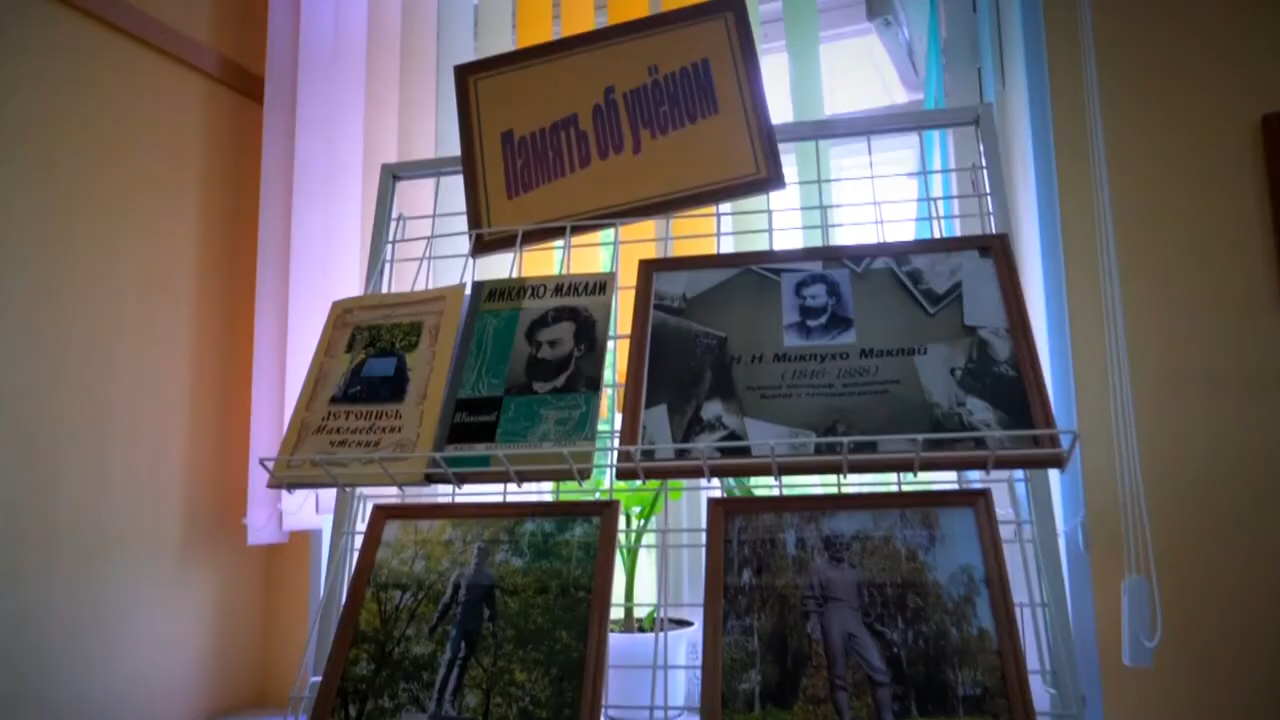 Память об учёном
МИКЛУХО-МАКЛАЙ
ЛЕТОПИСЬ
Маклаевских
чтений
Н.Н. Миклухо Маклай
(1846-1888)